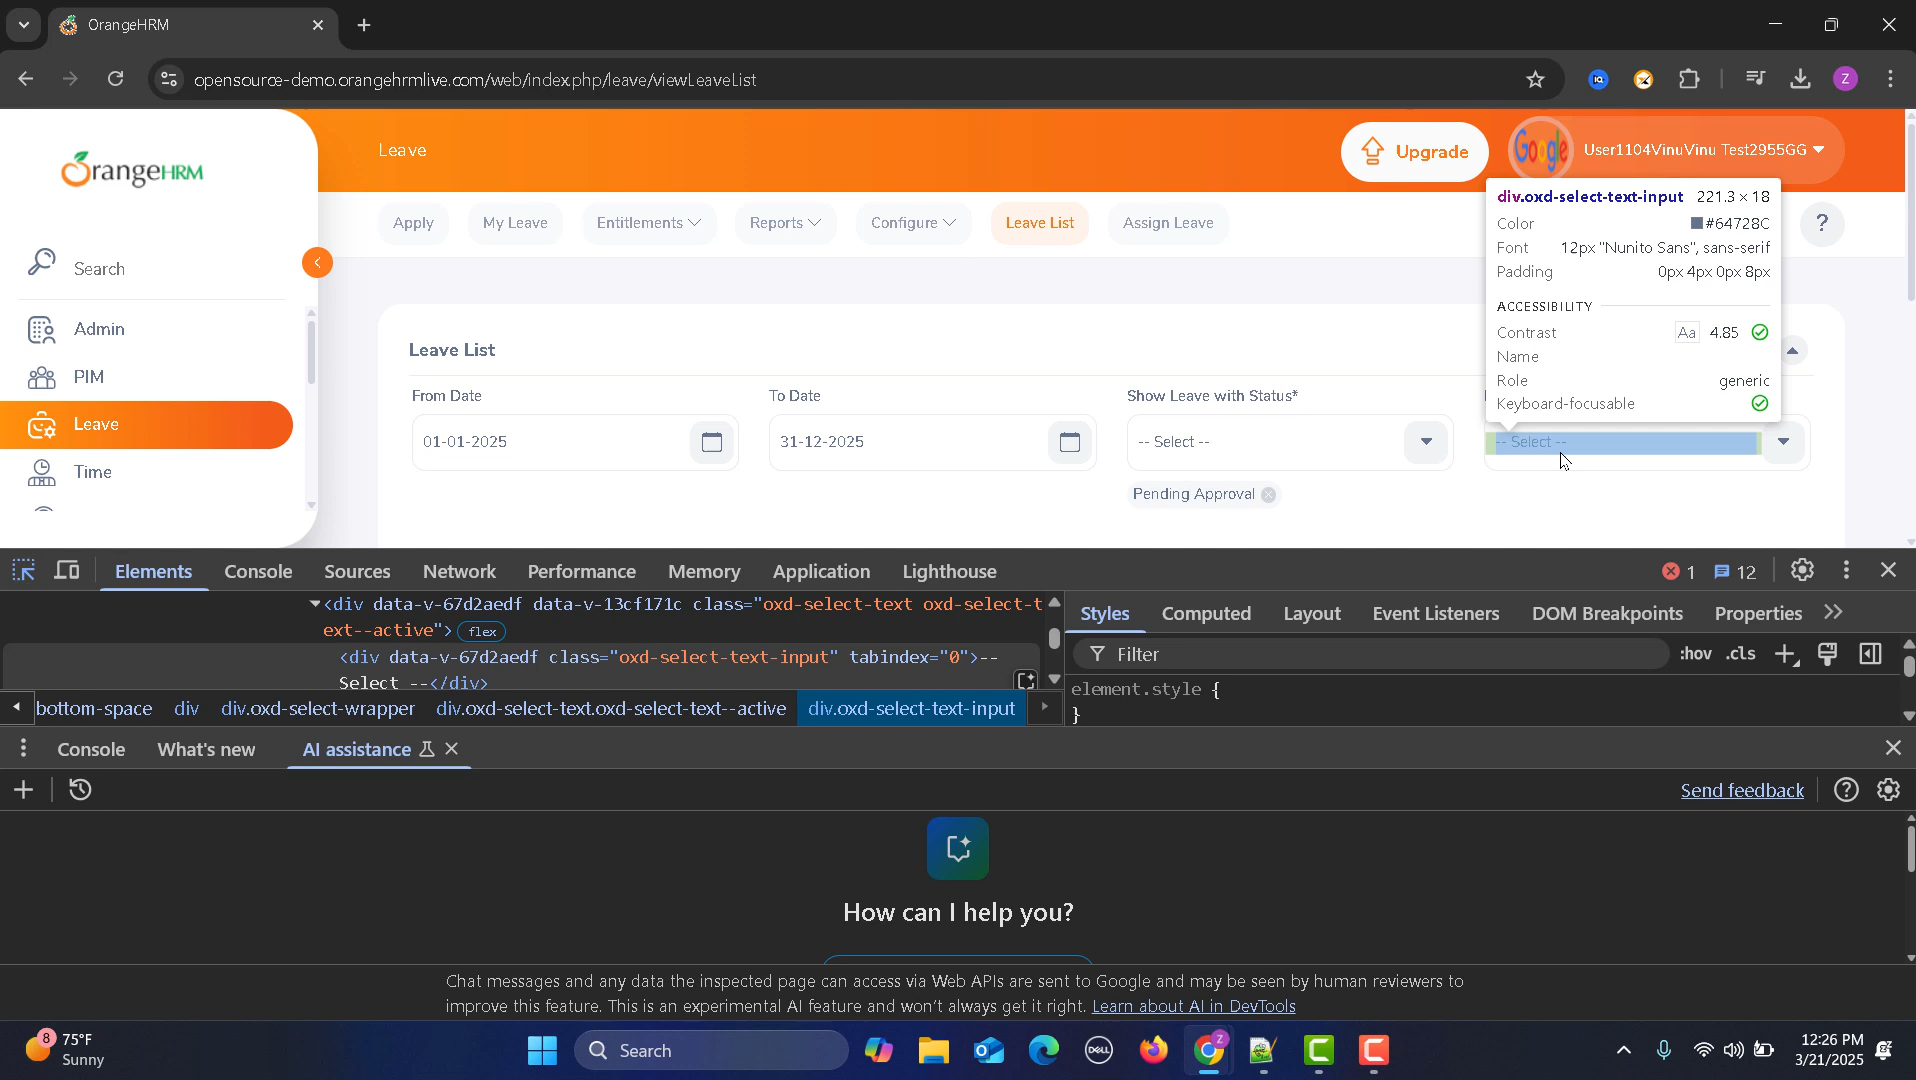 OrangeHRM
opensource-demo.orangehrmlive.com/web/index.php/leave/viewLeaveList
Z
OrangeHRM
Leave
Upgrade
Google
User1104VinuVinu Test2955GG
Apply
My Leave
Entitlements
Reports
Configure
Leave List
Assign Leave
?
Search
Admin
PIM
Leave
Time
Leave List
From Date
To Date
Show Leave with Status*
01-01-2025
31-12-2025
-- Select --
-- Select --
Pending Approval
div.oxd-select-text-input 221.3 × 18
Color #64728C
Font 12px "Nunito Sans", sans-serif
Padding 0px 4px 0px 8px
ACCESSIBILITY
Contrast Aa 4.85
Name
Role generic
Keyboard-focusable
Elements Console Sources Network Performance Memory Application Lighthouse
1 12
<div data-v-67d2aedf data-v-13cf171c class="oxd-select-text oxd-select-t
ext--active"> flex
<div data-v-67d2aedf class="oxd-select-text-input" tabindex="0">--
Select --</div>
bottom-space div div.oxd-select-wrapper div.oxd-select-text.oxd-select-text--active div.oxd-select-text-input
Styles Computed Layout Event Listeners DOM Breakpoints Properties
Filter :hov .cls
element.style {
}
Console What's new AI assistance
Send feedback
How can I help you?
Chat messages and any data the inspected page can access via Web APIs are sent to Google and may be seen by human reviewers to
improve this feature. This is an experimental AI feature and won't always get it right. Learn about AI in DevTools
8
75°F
Sunny
Search
DELL
Z
12:26 PM
3/21/2025